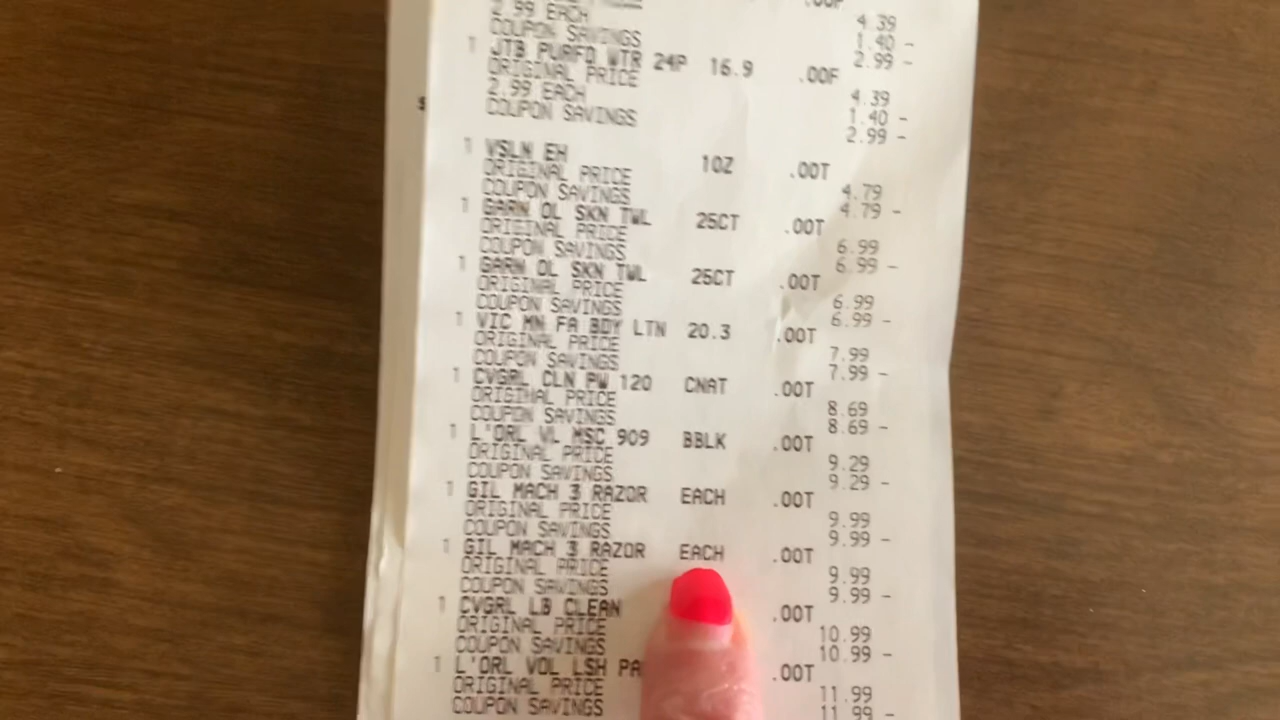 .00F
2.99 EACH 4.39
COUPON SAVINGS 1.40 -
2.99 -
1 JTB PURFD WTR 24P 16.9 .00F
ORIGINAL PRICE 4.39
2.99 EACH 1.40 -
COUPON SAVINGS 2.99 -
1 VSLN EH 10Z .00T
ORIGINAL PRICE 4.79
COUPON SAVINGS 4.79 -
1 GARN OL SKN TWL 25CT .00T
ORIGINAL PRICE 6.99
COUPON SAVINGS 6.99 -
1 GARN OL SKN TWL 25CT .00T
ORIGINAL PRICE 6.99
COUPON SAVINGS 6.99 -
1 VIC MN FA BDY LTN 20.3 .00T
ORIGINAL PRICE 7.99
COUPON SAVINGS 7.99 -
1 CVGRL CLN PW 120 CNAT .00T
ORIGINAL PRICE 8.69
COUPON SAVINGS 8.69 -
1 L'ORL VL MSC 909 BBLK .00T
ORIGINAL PRICE 9.29
COUPON SAVINGS 9.29 -
1 GIL MACH 3 RAZOR EACH .00T
ORIGINAL PRICE 9.99
COUPON SAVINGS 9.99 -
1 GIL MACH 3 RAZOR EACH .00T
ORIGINAL PRICE 9.99
COUPON SAVINGS 9.99 -
1 CVGRL LB CLEAN .00T
ORIGINAL PRICE 10.99
COUPON SAVINGS 10.99 -
1 L'ORL VOL LSH PA .00T
ORIGINAL PRICE 11.99
COUPON SAVINGS 11.99 -